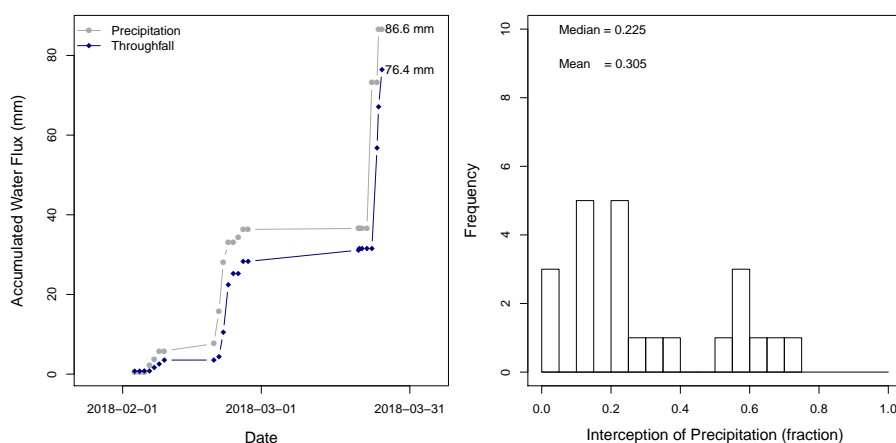 Precipitation
Throughfall
86.6 mm
76.4 mm
Accumulated Water Flux (mm)
80
60
40
20
0
2018–02–01
2018–03–01
2018–03–31
Date
Median = 0.225
Mean = 0.305
Frequency
10
8
6
4
2
0
0.0
0.2
0.4
0.6
0.8
1.0
Interception of Precipitation (fraction)